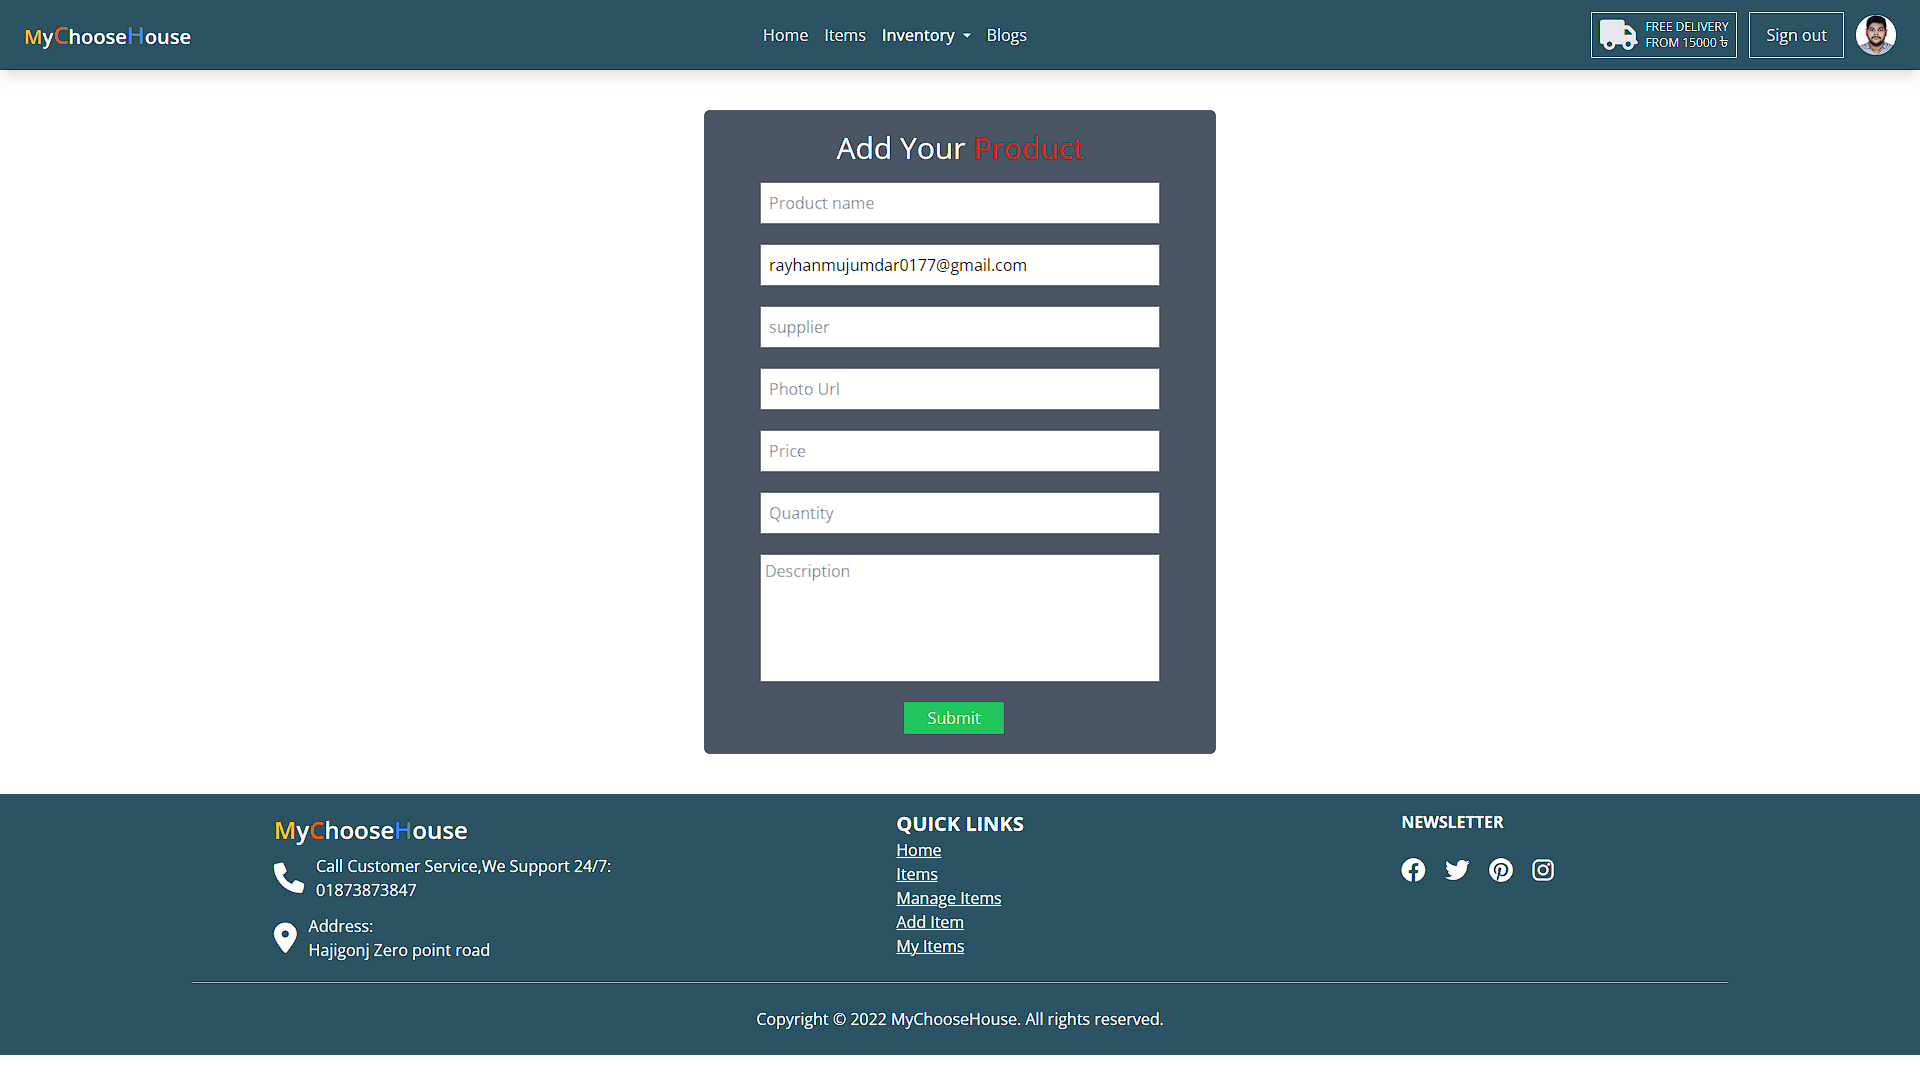 MyChooseHouse
Home Items Inventory Blogs
FREE DELIVERY
FROM 15000 ৳
Sign out
Add Your Product
Product name
rayhanmujumdar0177@gmail.com
supplier
Photo Url
Price
Quantity
Description
Submit
MyChooseHouse
Call Customer Service,We Support 24/7:
01873873847
Address:
Hajigonj Zero point road
QUICK LINKS
Home
Items
Manage Items
Add Item
My Items
NEWSLETTER
Copyright © 2022 MyChooseHouse. All rights reserved.